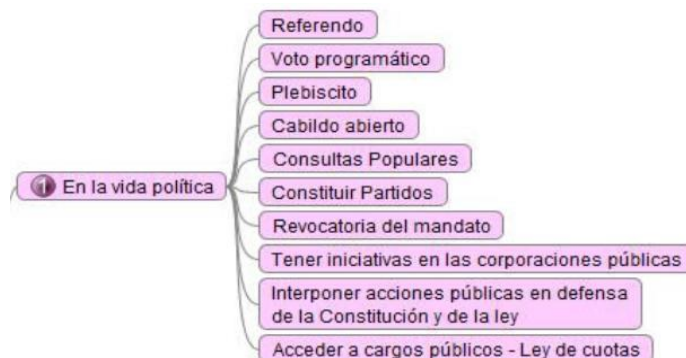 Referendo
Voto programático
Plebiscito
Cabildo abierto
1 En la vida política
Consultas Populares
Constituir Partidos
Revocatoria del mandato
Tener iniciativas en las corporaciones públicas
Interponer acciones públicas en defensa
de la Constitución y de la ley
Acceder a cargos públicos - Ley de cuotas